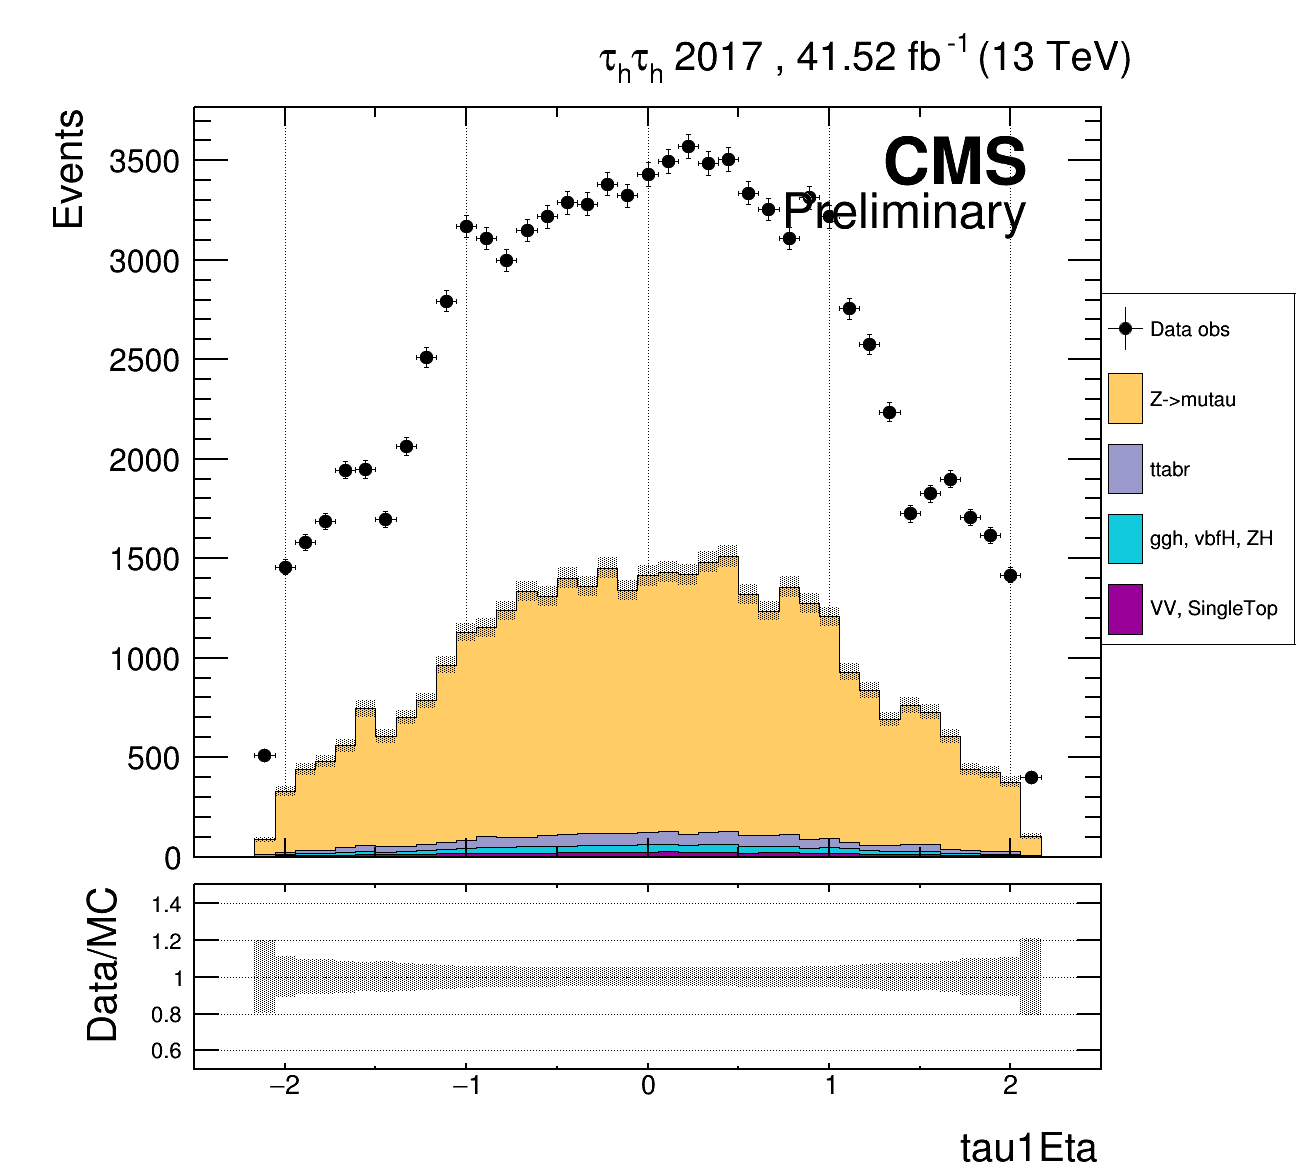 τhτh 2017 , 41.52 fb-1 (13 TeV)
Events
CMS
Preliminary
3500
3000
2500
2000
1500
1000
500
0
Data obs
Z->mutau
ttabr
ggh, vbfH, ZH
VV, SingleTop
Data/MC
1.4
1.2
1
0.8
0.6
−2 −1 0 1 2
tau1Eta